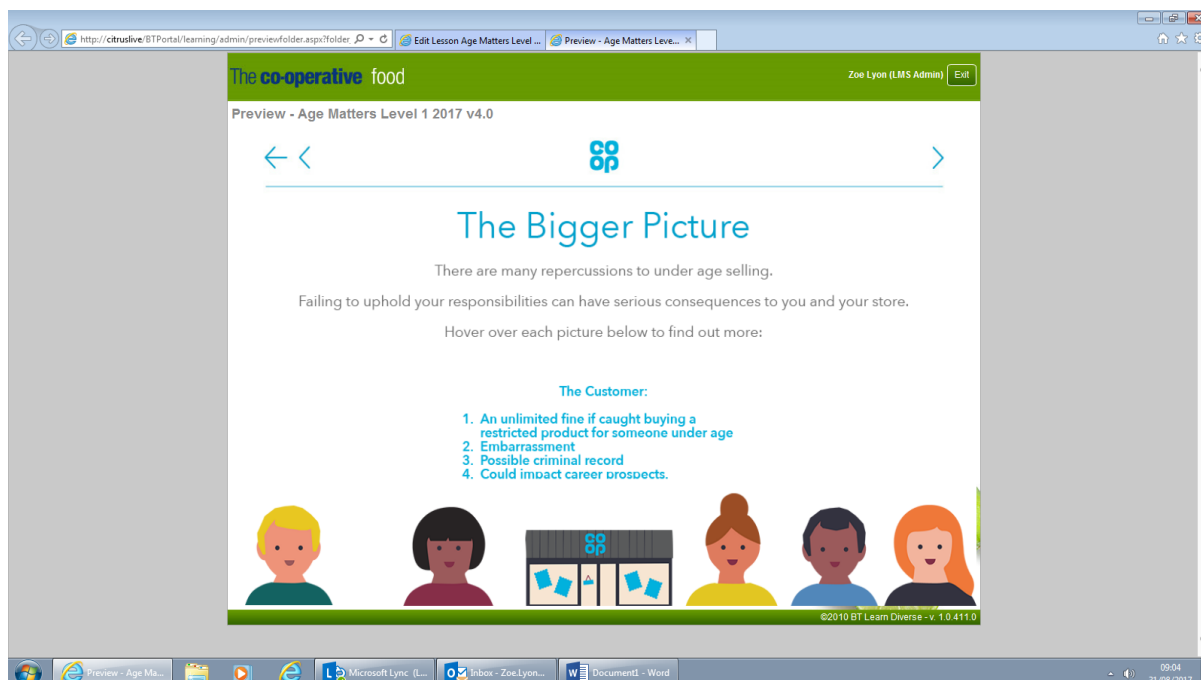 http://citruslive/BTPortal/learning/admin/previewfolder.aspx?folder
Edit Lesson Age Matters Level ...
Preview - Age Matters Leve...
The co-operative food
Zoe Lyon (LMS Admin)
Exit
Preview - Age Matters Level 1 2017 v4.0
CO
OP
The Bigger Picture
There are many repercussions to under age selling.
Failing to uphold your responsibilities can have serious consequences to you and your store.
Hover over each picture below to find out more:
The Customer:
1. An unlimited fine if caught buying a
restricted product for someone under age
2. Embarrassment
3. Possible criminal record
4. Could impact career prospects.
CO
OP
©2010 BT Learn Diverse - v. 1.0.411.0
Preview - Age Ma...
Microsoft Lync (L...
Inbox - Zoe.Lyon...
Document1 - Word
09:04
21/08/2017